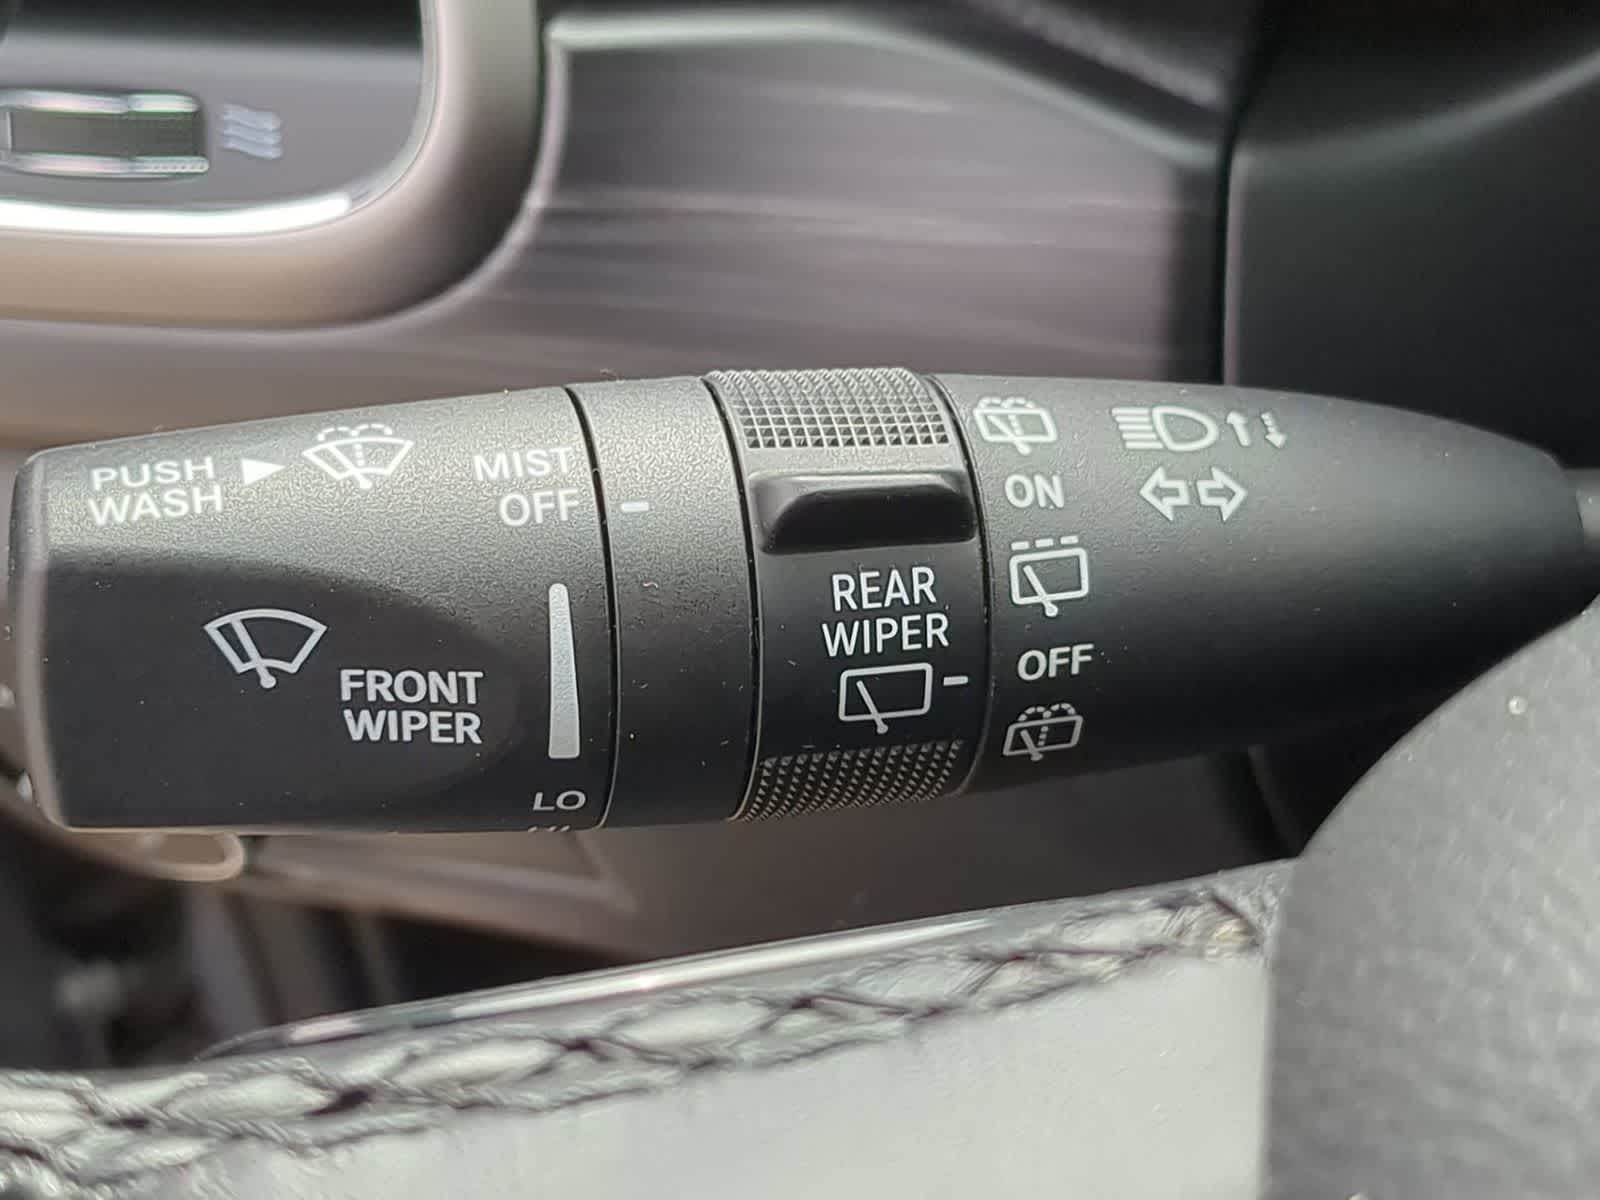 PUSH
WASH
MIST
OFF
FRONT
WIPER
LO
REAR
WIPER
ON
OFF